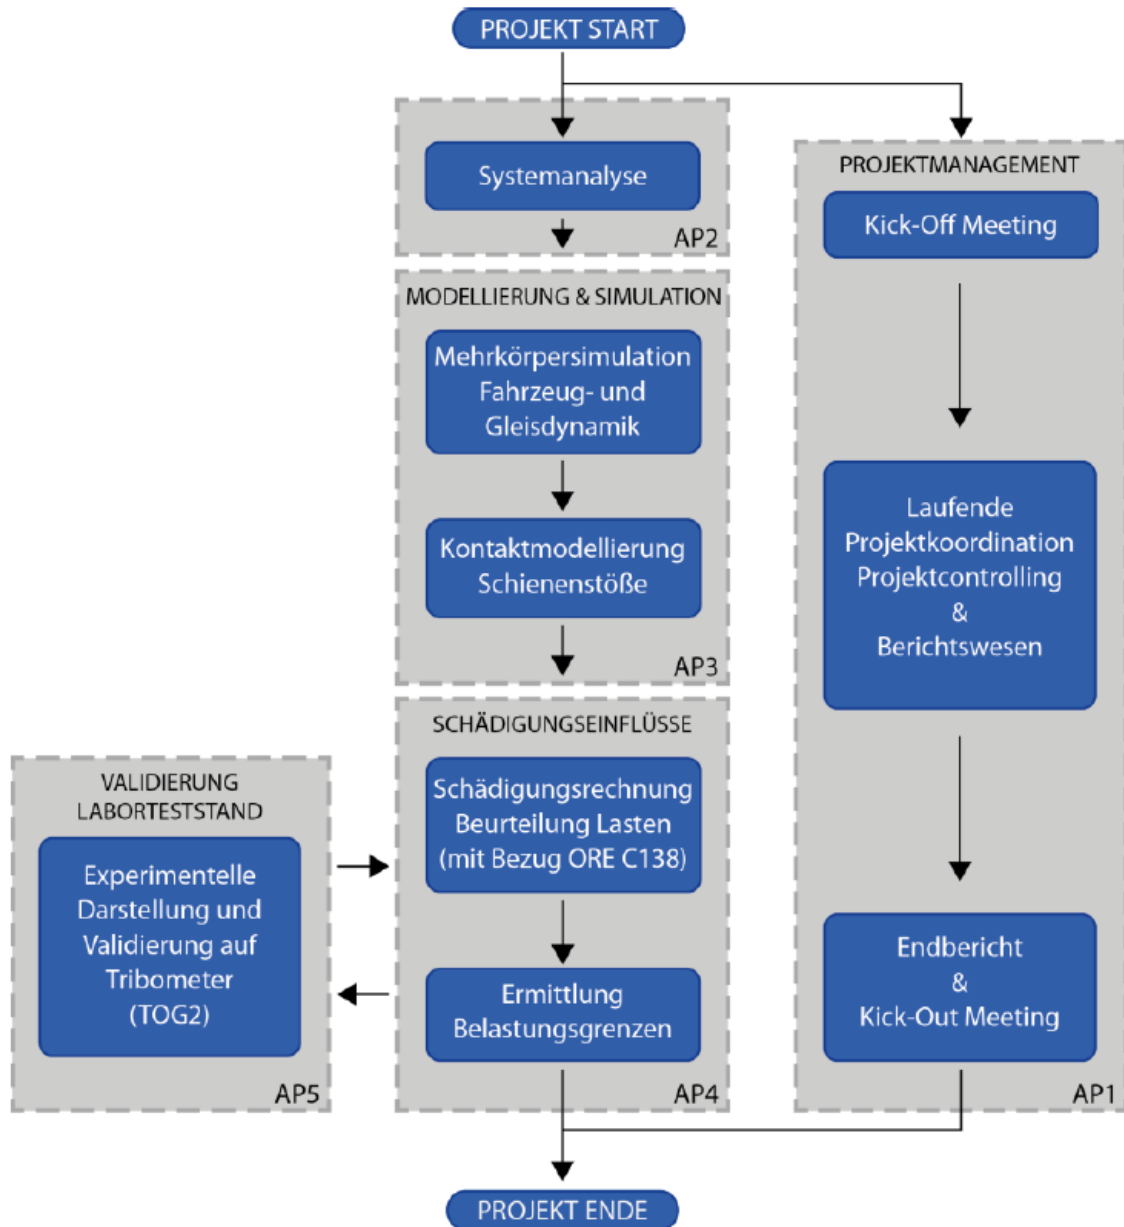 PROJEKT START
Systemanalyse
AP2
MODELLIERUNG & SIMULATION
Mehrkörpersimulation
Fahrzeug- und
Gleisdynamik
Kontaktmodellierung
Schienenstöße
AP3
SCHÄDIGUNGSEINFLÜSSE
Schädigungsrechnung
Beurteilung Lasten
(mit Bezug ORE C138)
Ermittlung
Belastungsgrenzen
AP4
VALIDIERUNG
LABORTESTSTAND
Experimentelle
Darstellung und
Validierung auf
Tribometer
(TOG2)
AP5
PROJEKTMANAGEMENT
Kick-Off Meeting
Laufende
Projektkoordination
Projektcontrolling
&
Berichtswesen
Endbericht
&
Kick-Out Meeting
AP1
PROJEKT ENDE